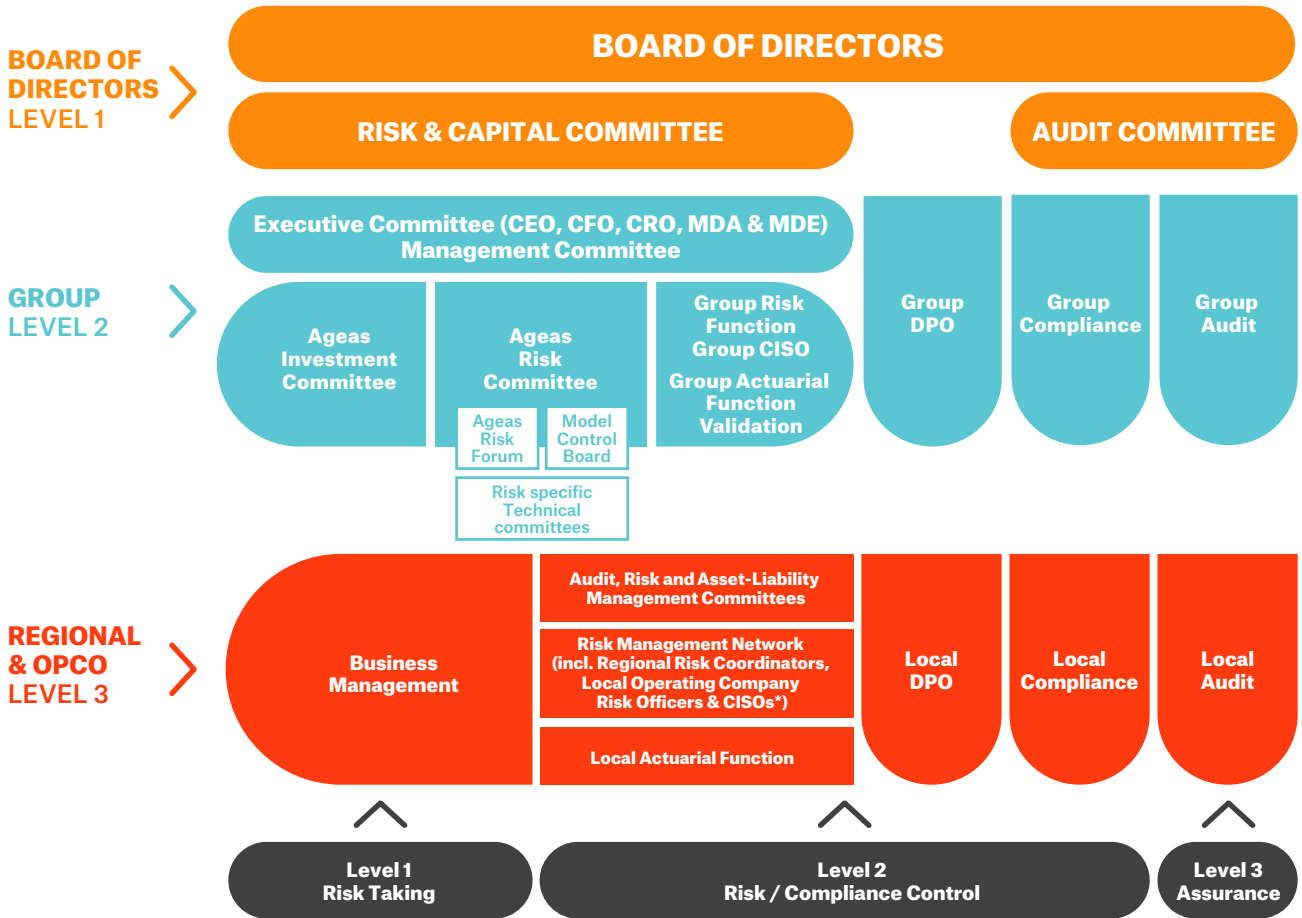 BOARD OF
DIRECTORS
LEVEL 1
BOARD OF DIRECTORS
RISK & CAPITAL COMMITTEE
AUDIT COMMITTEE
GROUP
LEVEL 2
Executive Committee (CEO, CFO, CRO, MDA & MDE)
Management Committee
Ageas
Investment
Committee
Ageas
Risk
Committee
Ageas
Risk
Forum
Model
Control
Board
Risk specific
Technical
committees
Group Risk
Function
Group CISO
Group Actuarial
Function
Validation
Group
DPO
Group
Compliance
Group
Audit
REGIONAL
& OPCO
LEVEL 3
Business
Management
Audit, Risk and Asset-Liability
Management Committees
Risk Management Network
(incl. Regional Risk Coordinators,
Local Operating Company
Risk Officers & CISOs*)
Local Actuarial Function
Local
DPO
Local
Compliance
Local
Audit
Level 1
Risk Taking
Level 2
Risk / Compliance Control
Level 3
Assurance